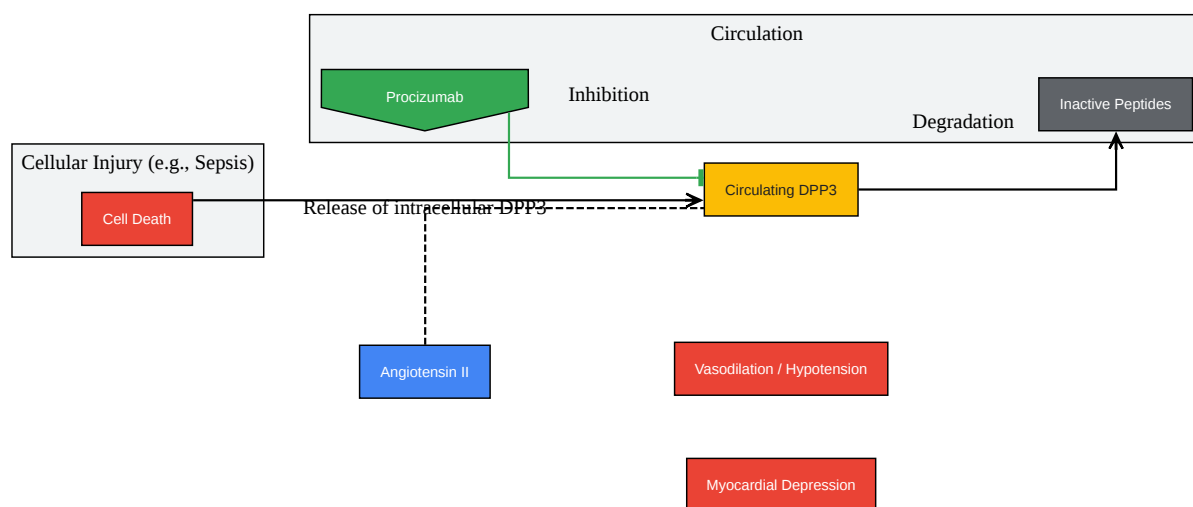 Circulation
Procizumab
Inhibition
Inactive Peptides
Degradation
Cellular Injury (e.g., Sepsis)
Circulating DPP3
Cell Death
Release of intracellular DPP3
Angiotensin II
Vasodilation / Hypotension
Myocardial Depression